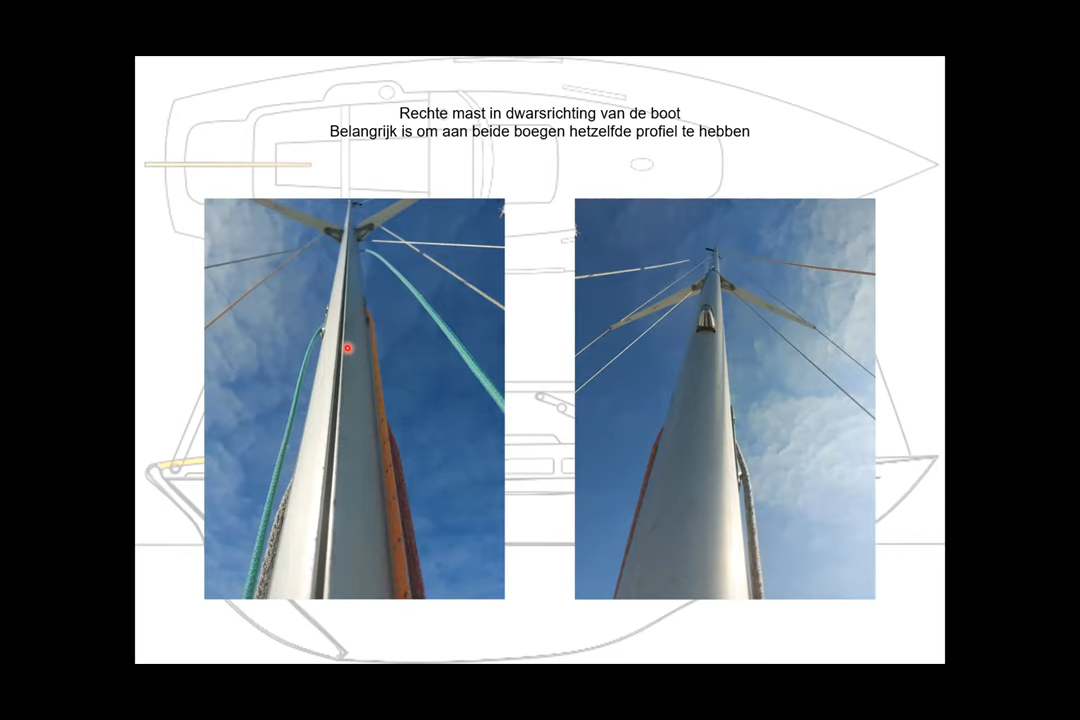 Rechte mast in dwarsrichting van de boot
Belangrijk is om aan beide boegen hetzelfde profiel te hebben